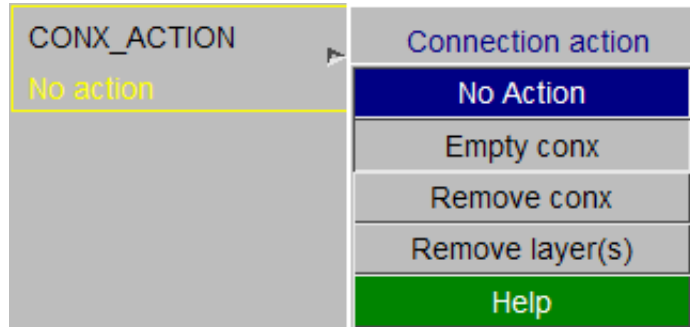 CONX_ACTION
No action
Connection action
No Action
Empty conx
Remove conx
Remove layer(s)
Help